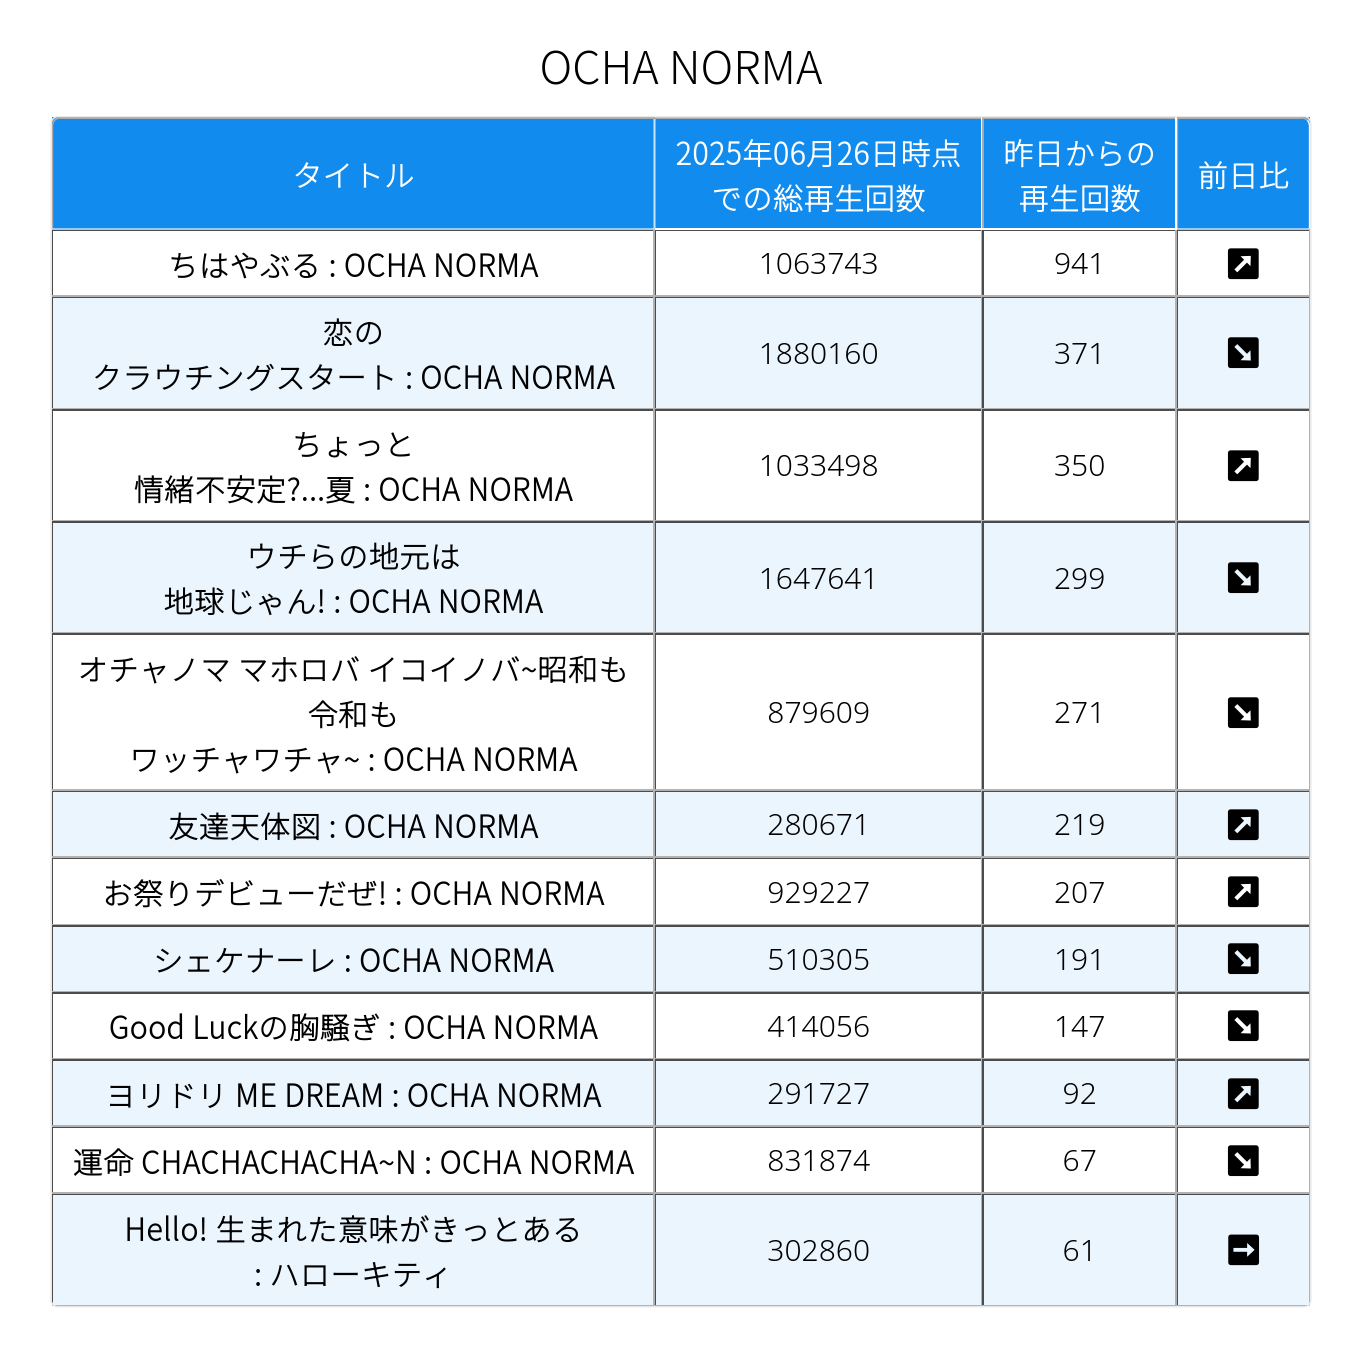 OCHA NORMA
タイトル
2025年06月26日時点
での総再生回数
昨日からの
再生回数
前日比
ちはやぶる : OCHA NORMA
1063743
941
↗
恋の
クラウチングスタート : OCHA NORMA
1880160
371
↘
ちょっと
情緒不安定?...夏 : OCHA NORMA
1033498
350
↗
ウチらの地元は
地球じゃん! : OCHA NORMA
1647641
299
↘
オチャノマ マホロバ イコイノバ~昭和も
令和も
ワッチャワチャ~ : OCHA NORMA
879609
271
↘
友達天体図 : OCHA NORMA
280671
219
↗
お祭りデビューだぜ! : OCHA NORMA
929227
207
↗
シェケナーレ : OCHA NORMA
510305
191
↘
Good Luckの胸騒ぎ : OCHA NORMA
414056
147
↘
ヨリドリ ME DREAM : OCHA NORMA
291727
92
↗
運命 CHACHACHACHA~N : OCHA NORMA
831874
67
↘
Hello! 生まれた意味がきっとある
: ハローキティ
302860
61
→